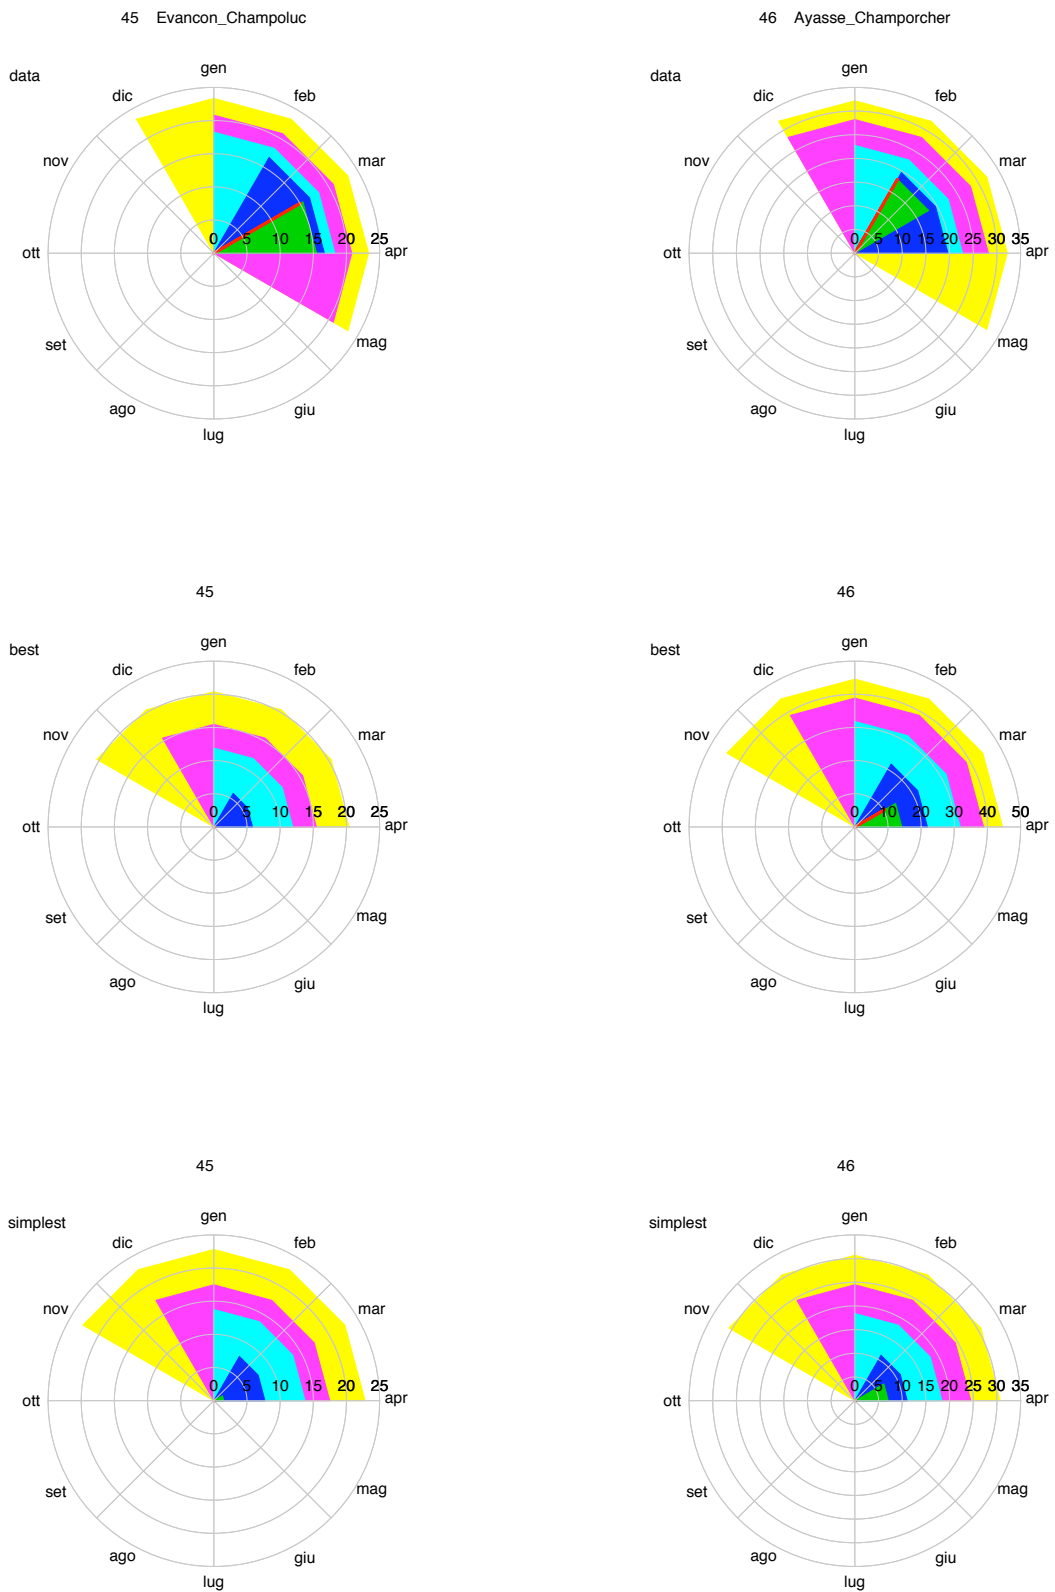 45 Evancon_Champoluc
data
gen
feb
mar
apr
mag
giu
lug
ago
set
ott
nov
dic
0 5 10 15 20 25
46 Ayasse_Champorcher
data
gen
feb
mar
apr
mag
giu
lug
ago
set
ott
nov
dic
0 5 10 15 20 25 30 35
45
best
gen
feb
mar
apr
mag
giu
lug
ago
set
ott
nov
dic
0 5 10 15 20 25
46
best
gen
feb
mar
apr
mag
giu
lug
ago
set
ott
nov
dic
0 10 20 30 40 50
45
simplest
gen
feb
mar
apr
mag
giu
lug
ago
set
ott
nov
dic
0 5 10 15 20 25
46
simplest
gen
feb
mar
apr
mag
giu
lug
ago
set
ott
nov
dic
0 5 10 15 20 25 30 35